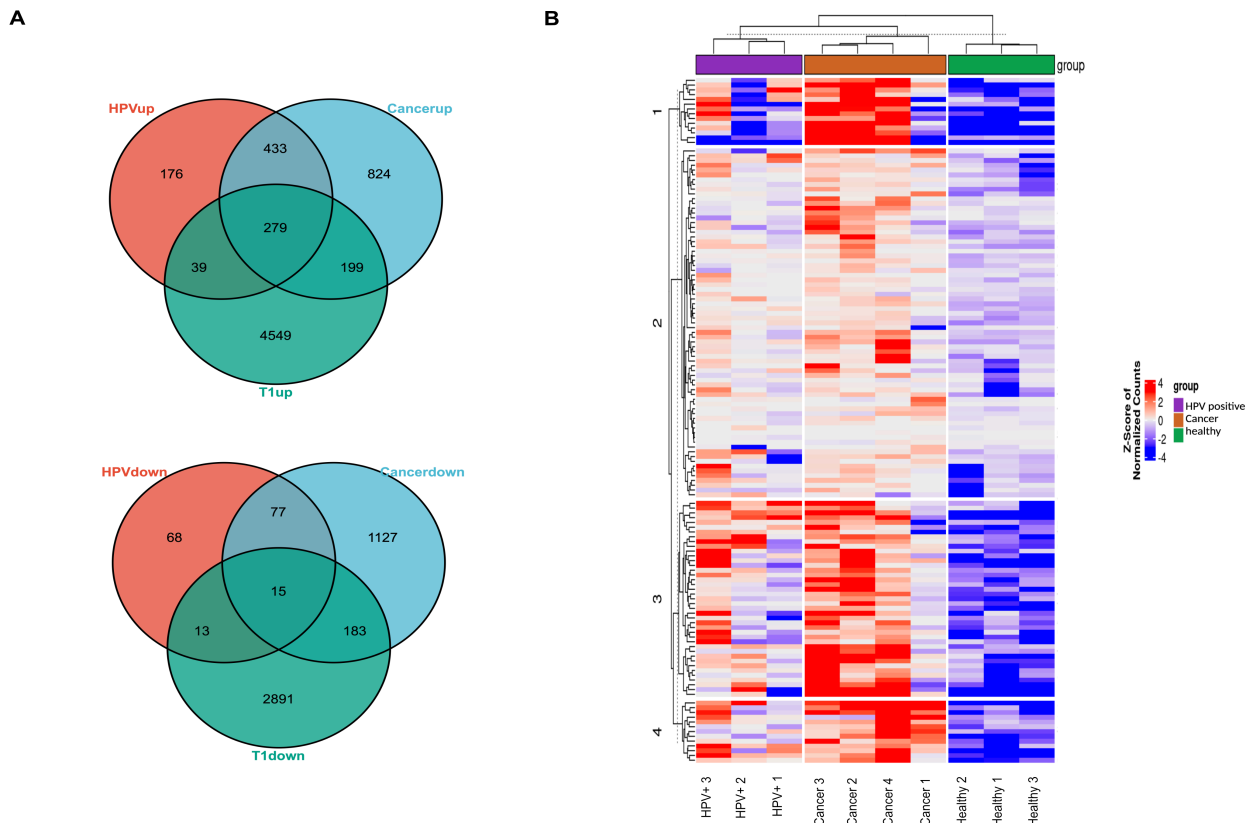 A
HPVup
Cancerup
433
176
824
279
39
199
4549
T1up
HPVdown
Cancerdown
77
68
1127
15
13
183
2891
T1down
B
group
1
2
3
4
HPV+ 3
HPV+ 2
HPV+ 1
Cancer 3
Cancer 2
Cancer 4
Cancer 1
Healthy 2
Healthy 1
Healthy 3
Z-Score of
Normalized Counts
4
2
0
-2
-4
group
HPV positive
Cancer
healthy